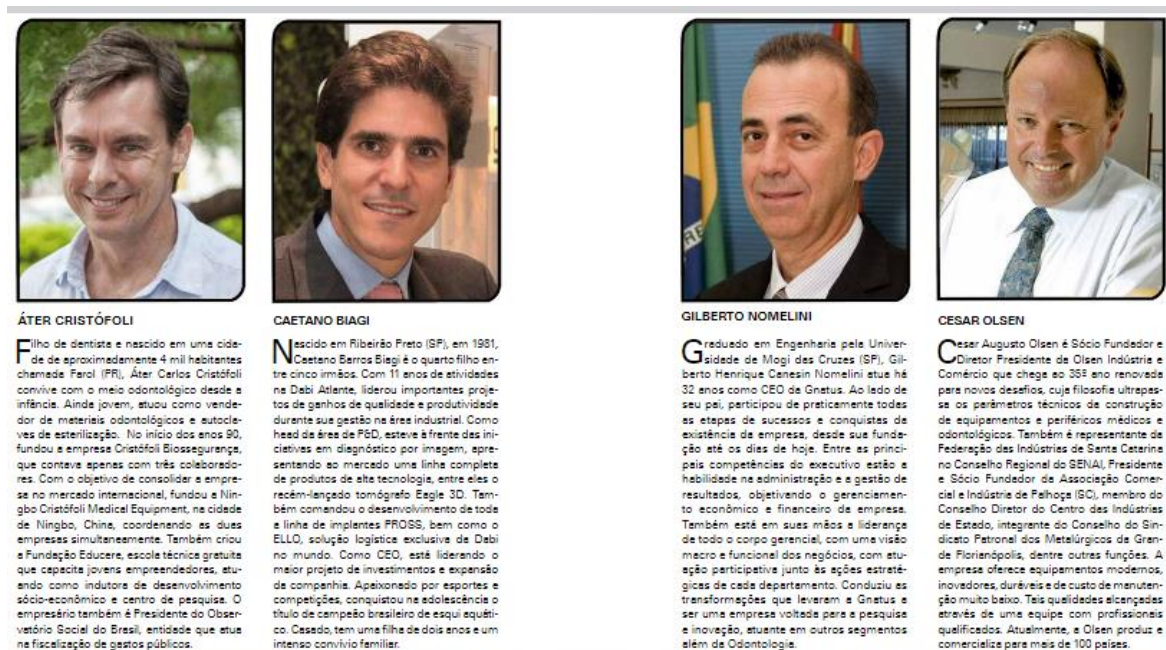 ÁTER CRISTÓFOLI
Filho de dentista e nascido em uma cida-
de de aproximadamente 4 mil habitantes
chamada Farol (PR), Áter Carlos Cristófoli
convive com o meio odontológico desde a
infância. Ainda jovem, atuou como vende-
dor de materiais odontológicos e autocla-
ves de esterilização. No início dos anos 90,
fundou a empresa Cristófoli Biossegurança,
que contava apenas com três colaborado-
res. Com o objetivo de consolidar a empre-
sa no mercado internacional, fundou a Nin-
gbo Cristófoli Medical Equipment, na cidade
de Ningbo, China, coordenando as duas
empresas simultaneamente. Também criou
a Fundação Educere, escola técnica gratuita
que capacita jovens empreendedores, atu-
ando como indutora de desenvolvimento
sócio-econômico e centro de pesquisa. O
empresário também é Presidente do Obser-
vatório Social do Brasil, entidade que atua
na fiscalização de gastos públicos.
CAETANO BIAGI
Nascido em Ribeirão Preto (SP), em 1981,
Caetano Barros Biagi é o quarto filho en-
tre cinco irmãos. Com 11 anos de atividades
na Dabi Atlante, liderou importantes proje-
tos de ganhos de qualidade e produtividade
durante sua gestão na área industrial. Como
head da área de P&D, esteve à frente das ini-
ciativas em diagnóstico por imagem, apre-
sentando ao mercado uma linha completa
de produtos de alta tecnologia, entre eles o
recém-lançado tomógrafo Eagle 3D. Tam-
bém comandou o desenvolvimento de toda
a linha de implantes PROSS, bem como o
ELLO, solução logística exclusiva da Dabi
no mundo. Como CEO, está liderando o
maior projeto de investimentos e expansão
da companhia. Apaixonado por esportes e
competições, conquistou na adolescência o
título de campeão brasileiro de esqui aquáti-
co. Casado, tem uma filha de dois anos e um
intenso convívio familiar.
GILBERTO NOMELINI
Graduado em Engenharia pela Univer-
sidade de Mogi das Cruzes (SP), Gil-
berto Henrique Canesin Nomelini atua há
32 anos como CEO da Gnatus. Ao lado de
seu pai, participou de praticamente todas
as etapas de sucessos e conquistas da
existência da empresa, desde sua funda-
ção até os dias de hoje. Entre as princi-
pais competências do executivo estão a
habilidade na administração e a gestão de
resultados, objetivando o gerenciamen-
to econômico e financeiro da empresa.
Também está em suas mãos a liderança
de todo o corpo gerencial, com uma visão
macro e funcional dos negócios, com atu-
ação participativa junto às ações estraté-
gicas de cada departamento. Conduziu as
transformações que levaram a Gnatus a
ser uma empresa voltada para a pesquisa
e inovação, atuante em outros segmentos
além da Odontologia.
CESAR OLSEN
Cesar Augusto Olsen é Sócio Fundador e
Diretor Presidente da Olsen Indústria e
Comércio que chega ao 35º ano renovada
para novos desafios, cuja filosofia ultrapas-
sa os parâmetros técnicos da construção
de equipamentos e periféricos médicos e
odontológicos. Também é representante da
Federação das Indústrias de Santa Catarina
no Conselho Regional do SENAI, Presidente
e Sócio Fundador da Associação Comer-
cial e Indústria de Palhoça (SC), membro do
Conselho Diretor do Centro das Indústrias
de Estado, integrante do Conselho do Sin-
dicato Patronal dos Metalúrgicos da Gran-
de Florianópolis, dentre outras funções. A
empresa oferece equipamentos modernos,
inovadores, duráveis e de custo de manuten-
ção muito baixo. Tais qualidades alcançadas
através de uma equipe com profissionais
qualificados. Atualmente, a Olsen produz e
comercializa para mais de 100 países.